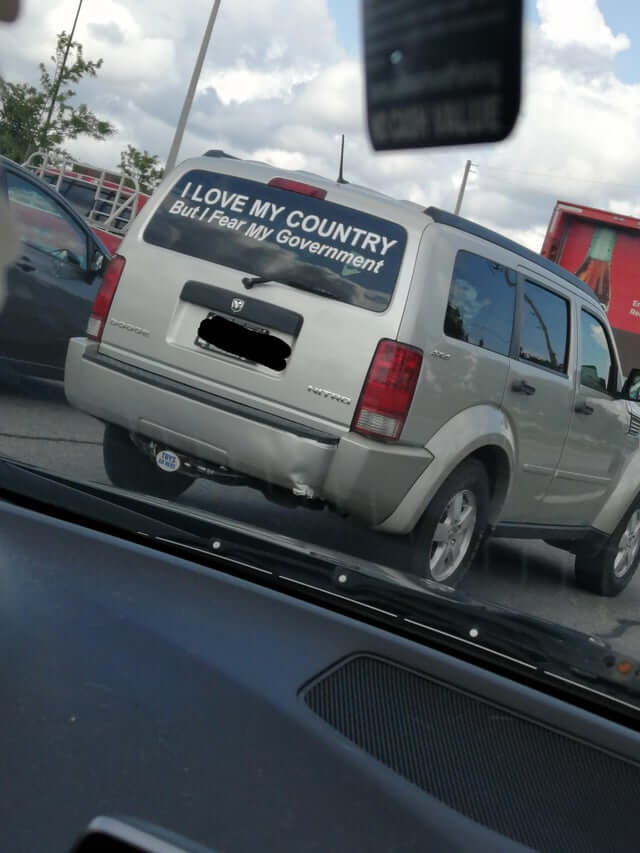 I LOVE MY COUNTRY
But I Fear My Government
DODGE
NITRO